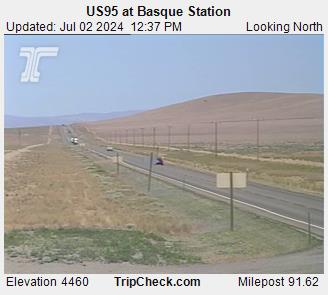 US95 at Basque Station
Updated: Jul 02 2024 12:37 PM Looking North
Elevation 4460 TripCheck.com Milepost 91.62